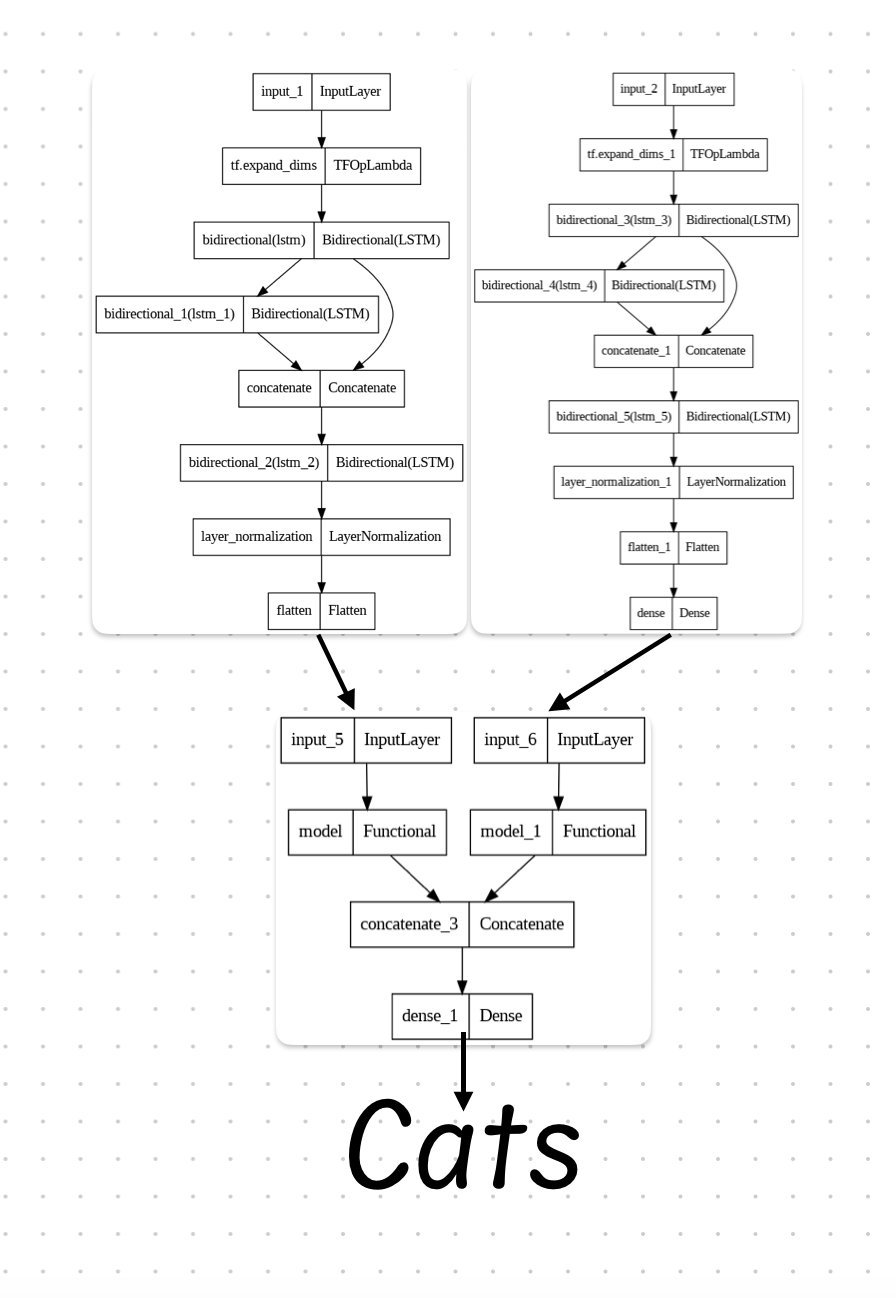 input_1 InputLayer
tf.expand_dims TFOpLambda
bidirectional(lstm) Bidirectional(LSTM)
bidirectional_1(lstm_1) Bidirectional(LSTM)
concatenate Concatenate
bidirectional_2(lstm_2) Bidirectional(LSTM)
layer_normalization LayerNormalization
flatten Flatten
input_2 InputLayer
tf.expand_dims_1 TFOpLambda
bidirectional_3(lstm_3) Bidirectional(LSTM)
bidirectional_4(lstm_4) Bidirectional(LSTM)
concatenate_1 Concatenate
bidirectional_5(lstm_5) Bidirectional(LSTM)
layer_normalization_1 LayerNormalization
flatten_1 Flatten
dense Dense
input_5 InputLayer
input_6 InputLayer
model Functional
model_1 Functional
concatenate_3 Concatenate
dense_1 Dense
Cats